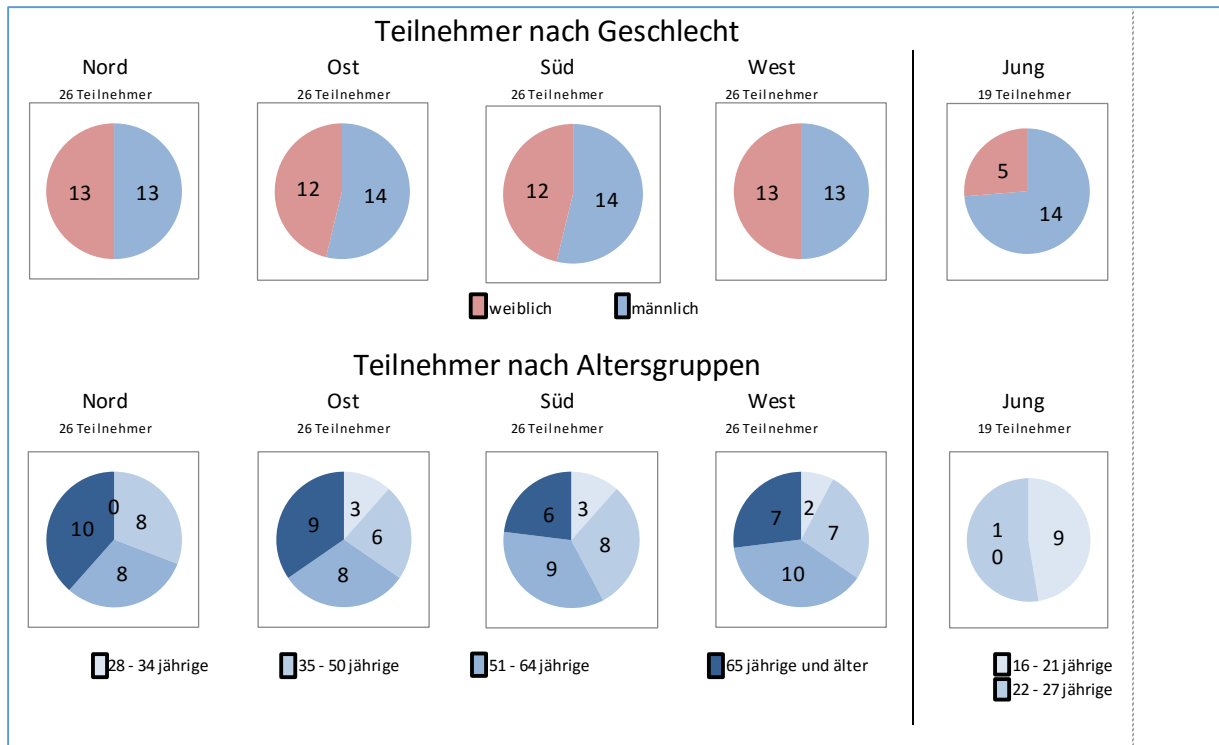 Teilnehmer nach Geschlecht
Nord Ost Süd West Jung
26 Teilnehmer 26 Teilnehmer 26 Teilnehmer 26 Teilnehmer 19 Teilnehmer
13 13 12 14 12 14 13 13 5 14
weiblich männlich
Teilnehmer nach Altersgruppen
Nord Ost Süd West Jung
26 Teilnehmer 26 Teilnehmer 26 Teilnehmer 26 Teilnehmer 19 Teilnehmer
10 0 8 8
9 3 6 8
6 3 8 9
7 2 7 10
1
0 9
28 - 34 jährige 35 - 50 jährige 51 - 64 jährige 65 jährige und älter 16 - 21 jährige
22 - 27 jährige